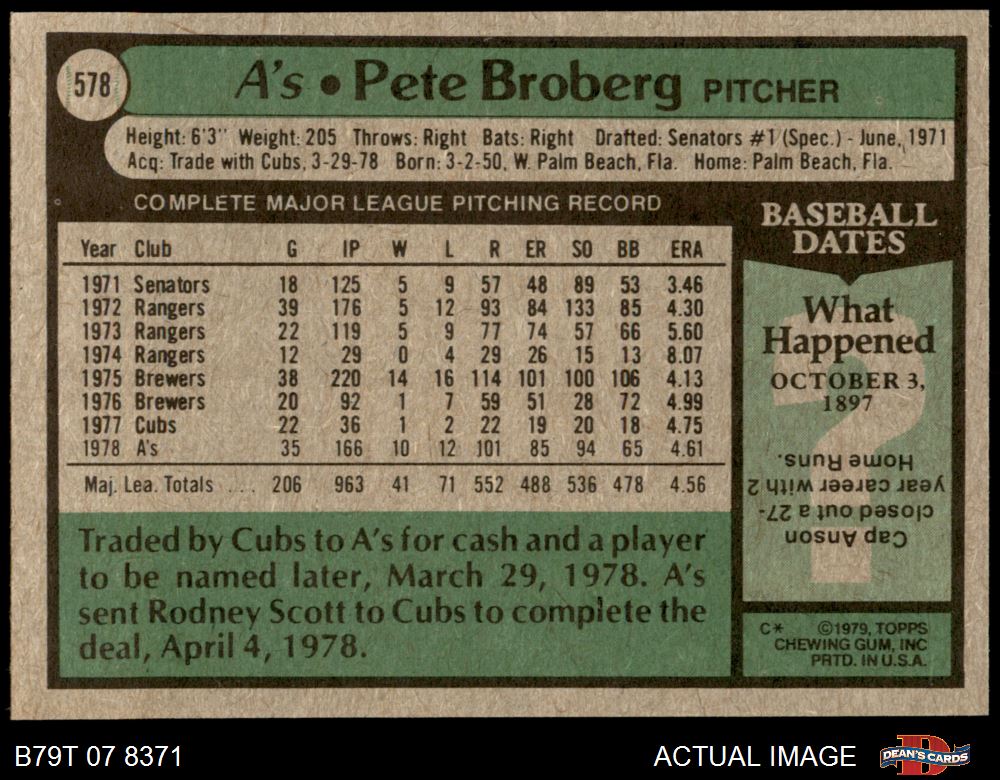 578
A's • Pete Broberg PITCHER
Height: 6'3" Weight: 205 Throws: Right Bats: Right Drafted: Senators #1 (Spec.) - June, 1971
Acq: Trade with Cubs, 3-29-78 Born: 3-2-50, W. Palm Beach, Fla. Home: Palm Beach, Fla.
COMPLETE MAJOR LEAGUE PITCHING RECORD
Year Club G IP W L R ER SO BB ERA
1971 Senators 18 125 5 9 57 48 89 53 3.46
1972 Rangers 39 176 5 12 93 84 133 85 4.30
1973 Rangers 22 119 5 9 77 74 57 66 5.60
1974 Rangers 12 29 0 4 29 26 15 13 8.07
1975 Brewers 38 220 14 16 114 101 100 106 4.13
1976 Brewers 20 92 1 7 59 51 28 72 4.99
1977 Cubs 22 36 1 2 22 19 20 18 4.75
1978 A's 35 166 10 12 101 85 94 65 4.61
Maj. Lea. Totals .... 206 963 41 71 552 488 536 478 4.56
Traded by Cubs to A's for cash and a player
to be named later, March 29, 1978. A's
sent Rodney Scott to Cubs to complete the
deal, April 4, 1978.
BASEBALL
DATES
What
Happened
OCTOBER 3,
1897
?
Cap Anson
closed out a 27-
year career with 2
Home Runs.
C* ©1979, TOPPS
CHEWING GUM, INC
PRTD. IN U.S.A.
B79T 07 8371
ACTUAL IMAGE
DEAN'S CARDS